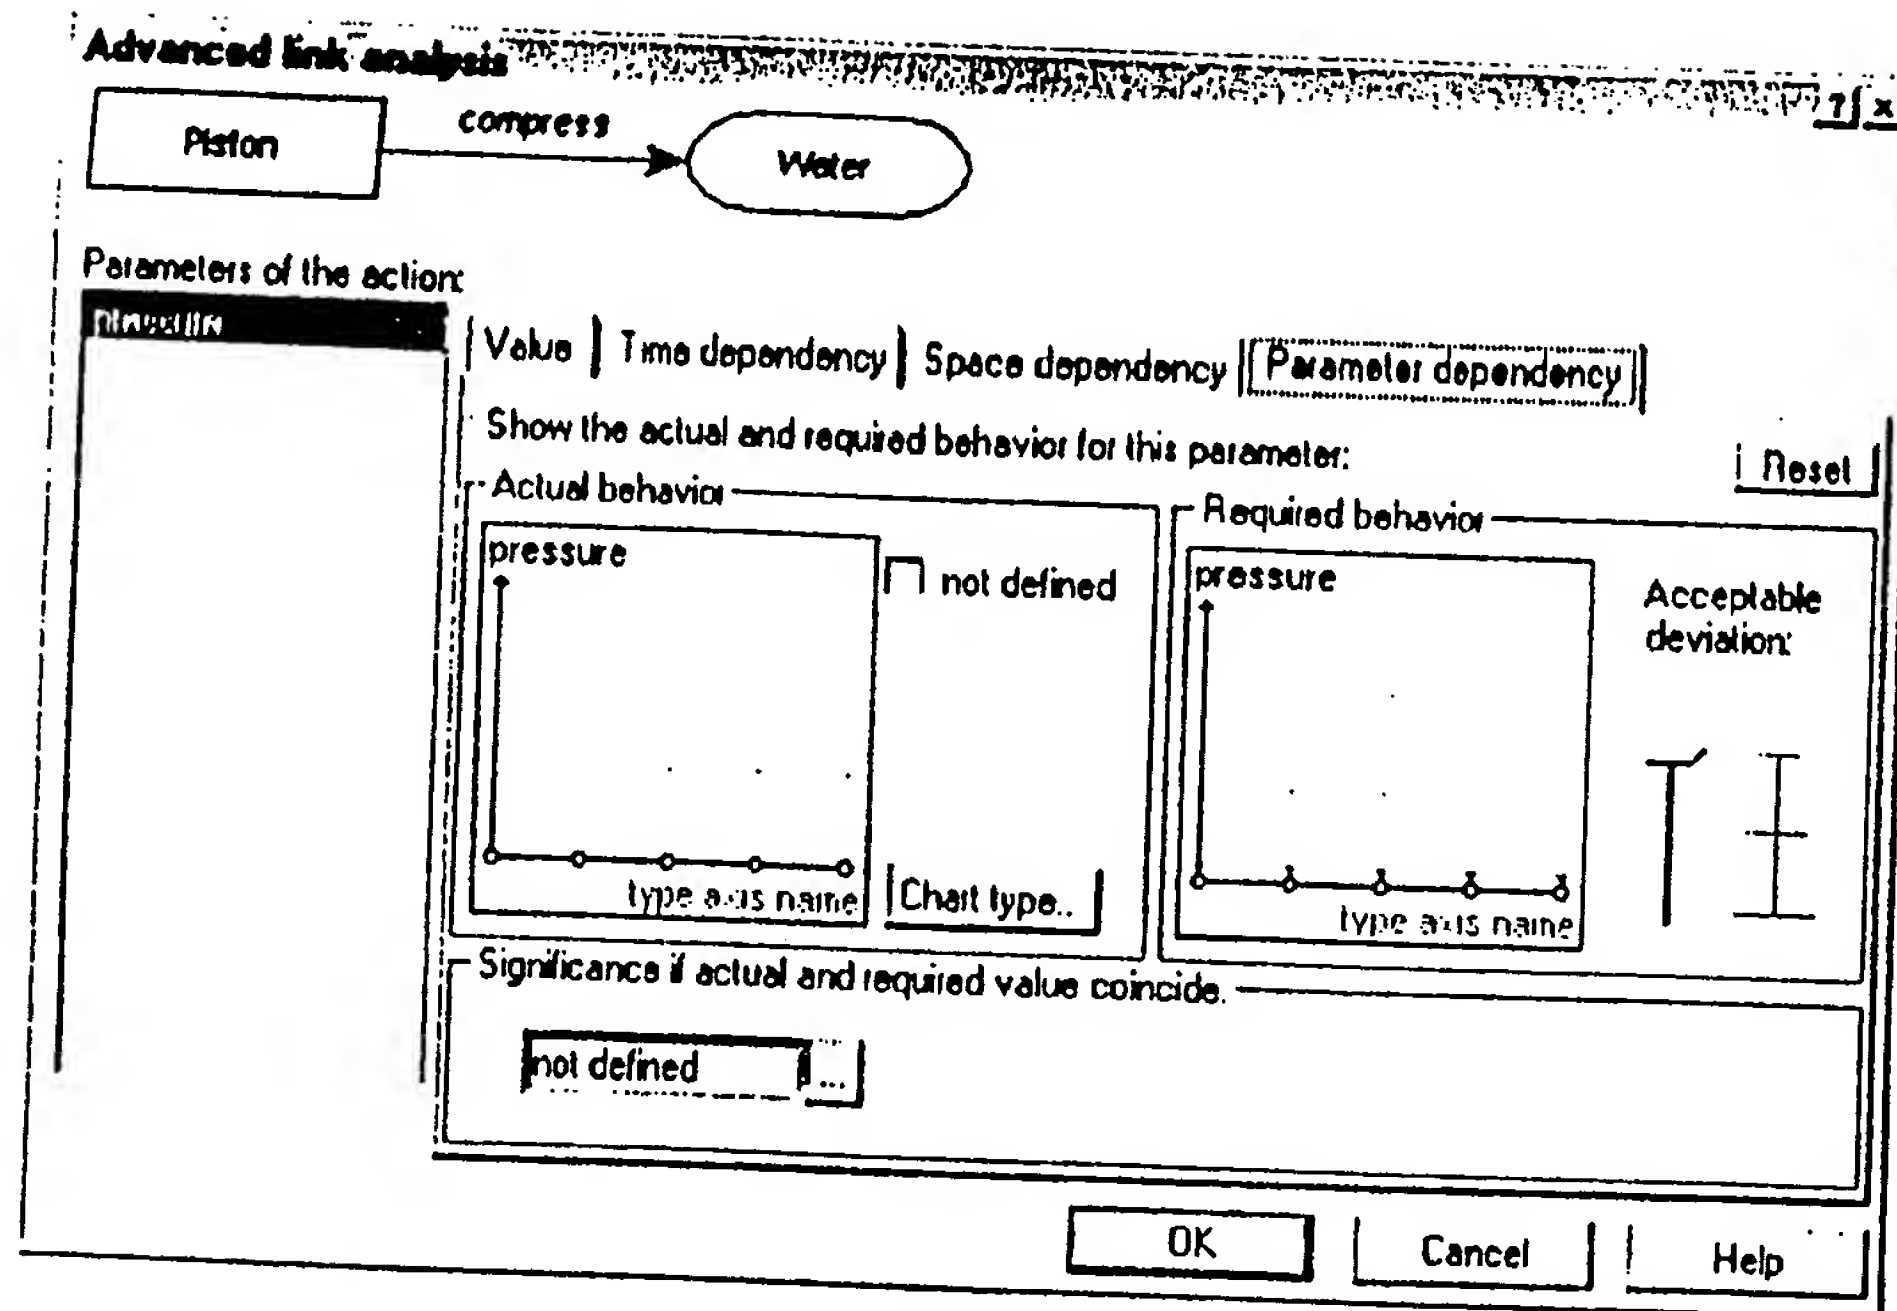 Advanced link analysis
? x
Piston
compress
Water
Parameters of the action:
pressure
Value
Time dependency
Space dependency
Parameter dependency
Show the actual and required behavior for this parameter:
Reset
Actual behavior
pressure
not defined
type axis name
Chart type..
Required behavior
pressure
Acceptable
deviation:
type axis name
Significance if actual and required value coincide.
not defined
...
OK
Cancel
Help